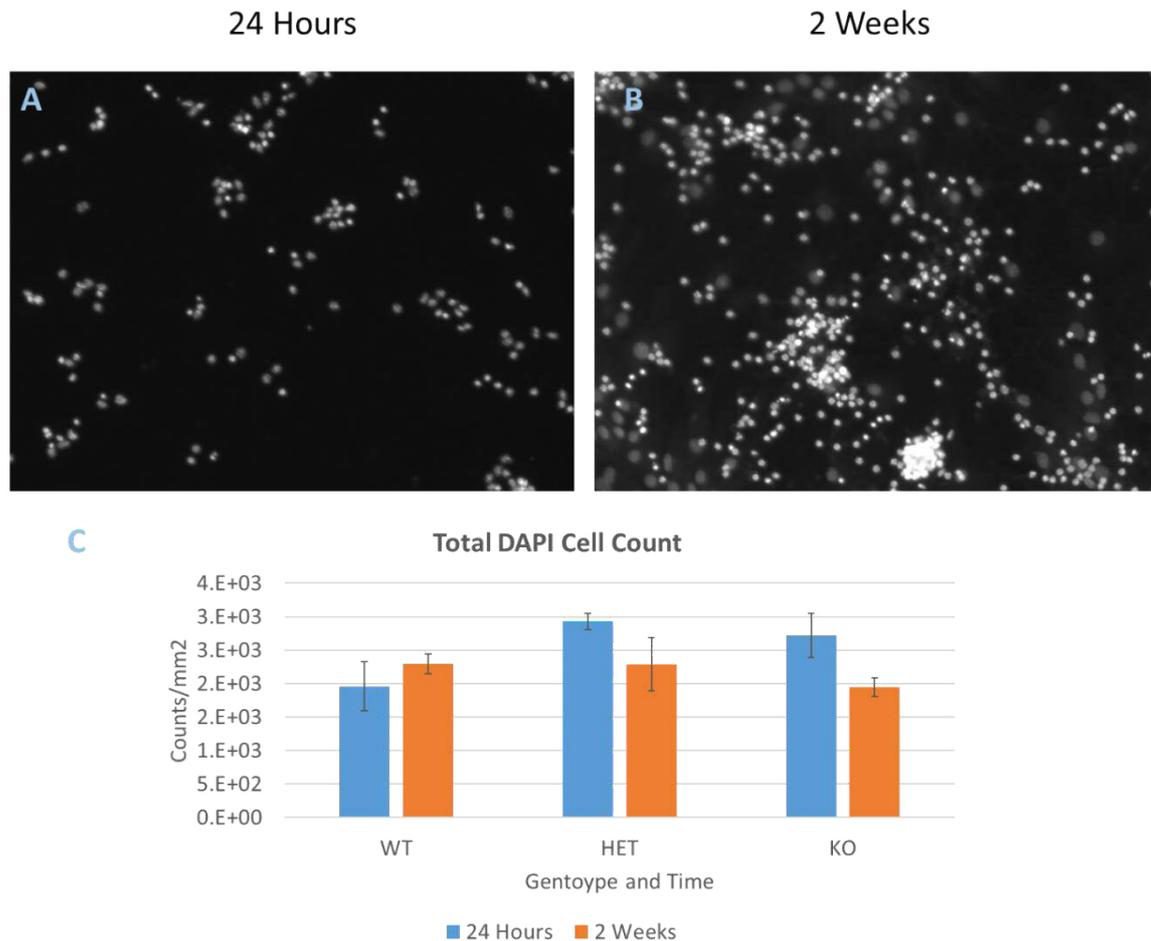 24 Hours
2 Weeks
A
B
C
Total DAPI Cell Count
4.E+03
3.E+03
3.E+03
2.E+03
2.E+03
1.E+03
5.E+02
0.E+00
Counts/mm2
WT
HET
KO
Gentoype and Time
24 Hours
2 Weeks